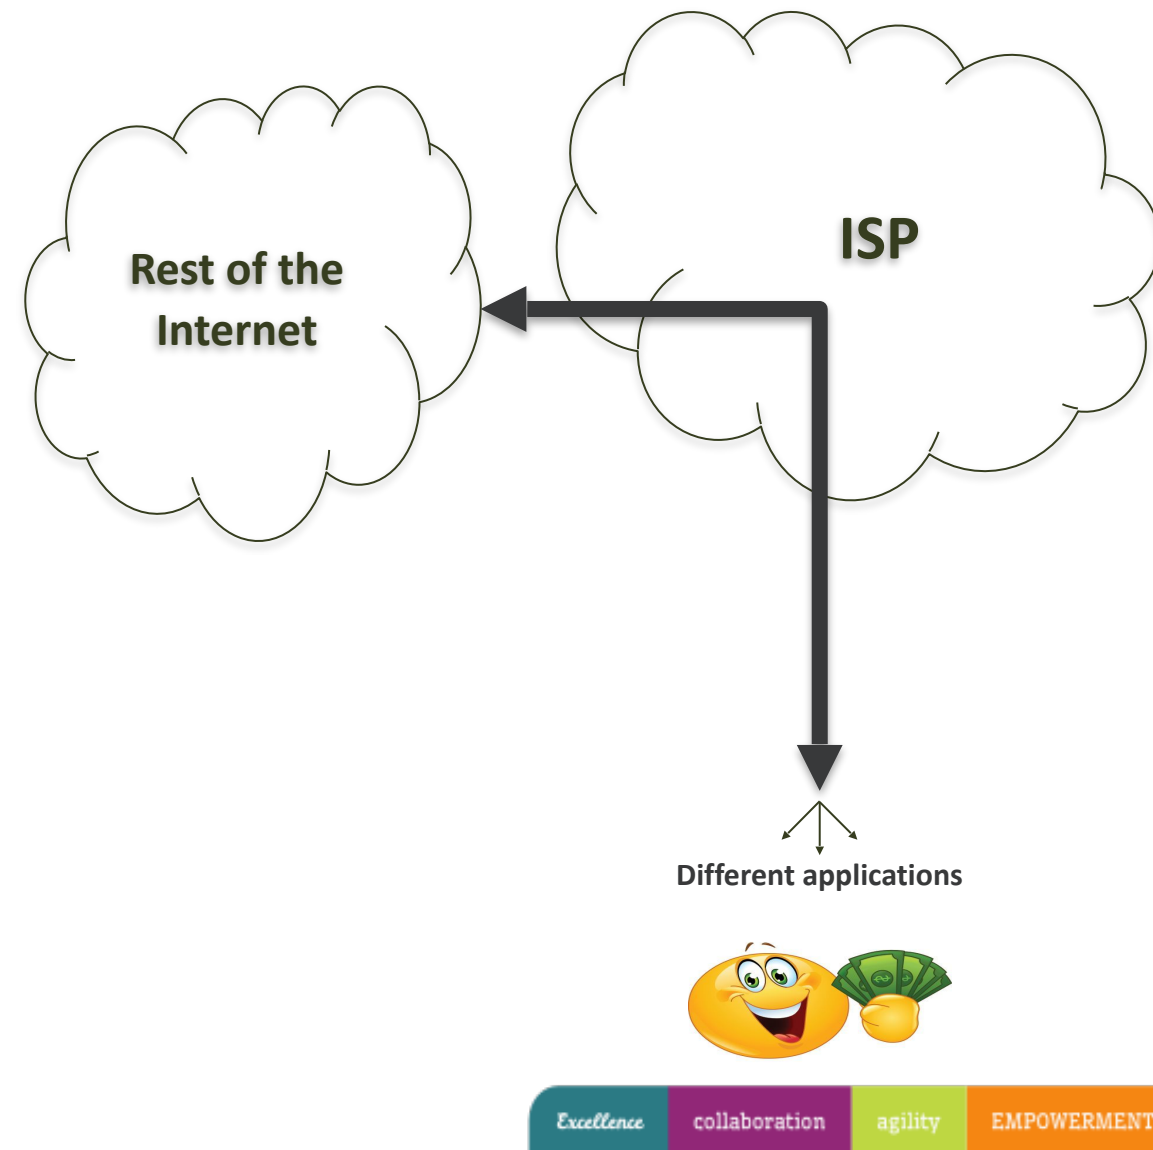 ISP
Rest of the
Internet
Different applications
Excellence
collaboration
agility
EMPOWERMENT